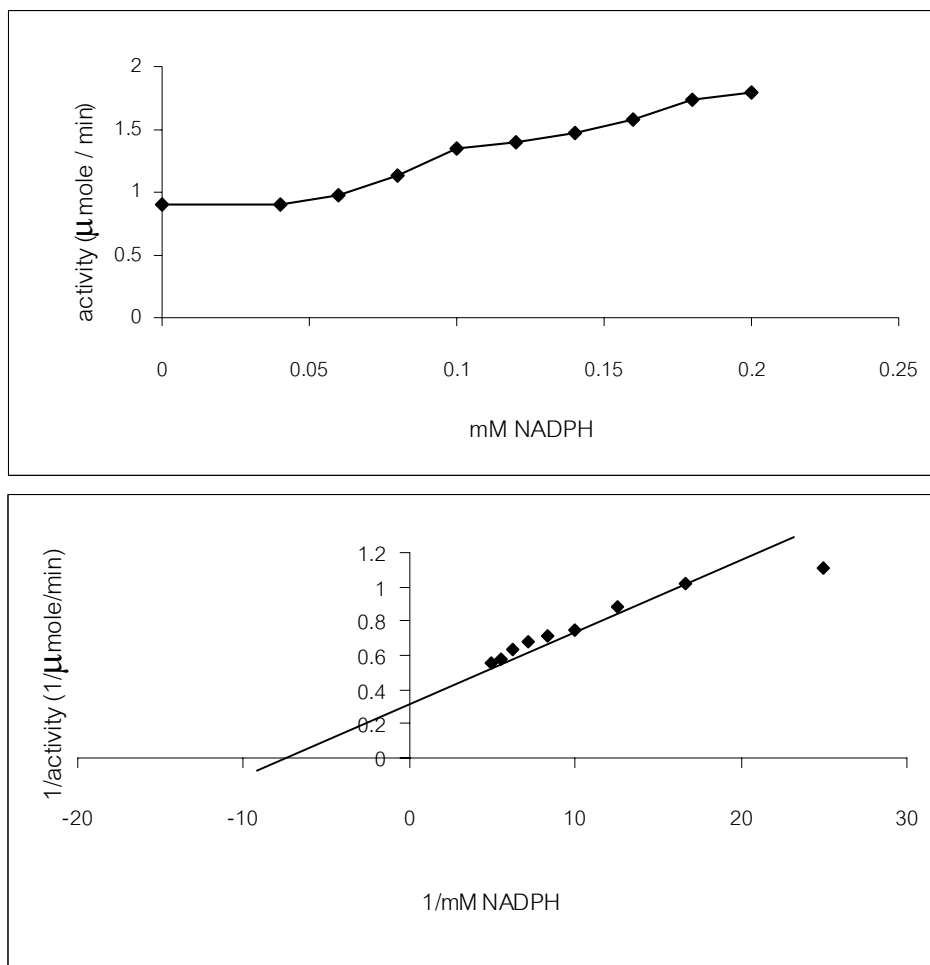 2
1.5
1
0.5
0
activity (μmole / min)
0 0.05 0.1 0.15 0.2 0.25
mM NADPH
1.2
1
0.8
0.6
0.4
0.2
0
1/activity (1/μmole/min)
-20 -10 0 10 20 30
1/mM NADPH